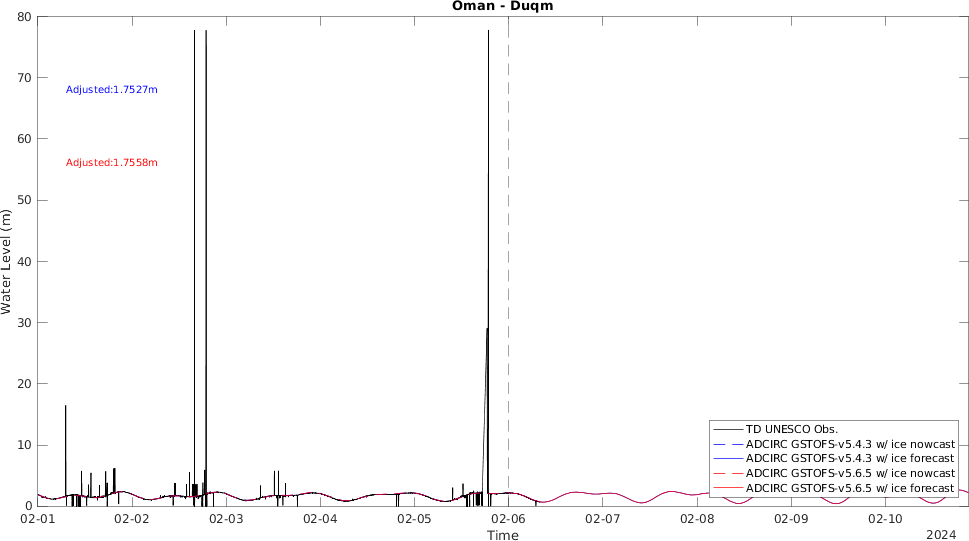 Oman - Duqm
80
70
60
50
40
30
20
10
0
Water Level (m)
Adjusted:1.7527m
Adjusted:1.7558m
TD UNESCO Obs.
ADCIRC GSTOFS-v5.4.3 w/ ice nowcast
ADCIRC GSTOFS-v5.4.3 w/ ice forecast
ADCIRC GSTOFS-v5.6.5 w/ ice nowcast
ADCIRC GSTOFS-v5.6.5 w/ ice forecast
02-01 02-02 02-03 02-04 02-05 02-06 02-07 02-08 02-09 02-10
Time
2024